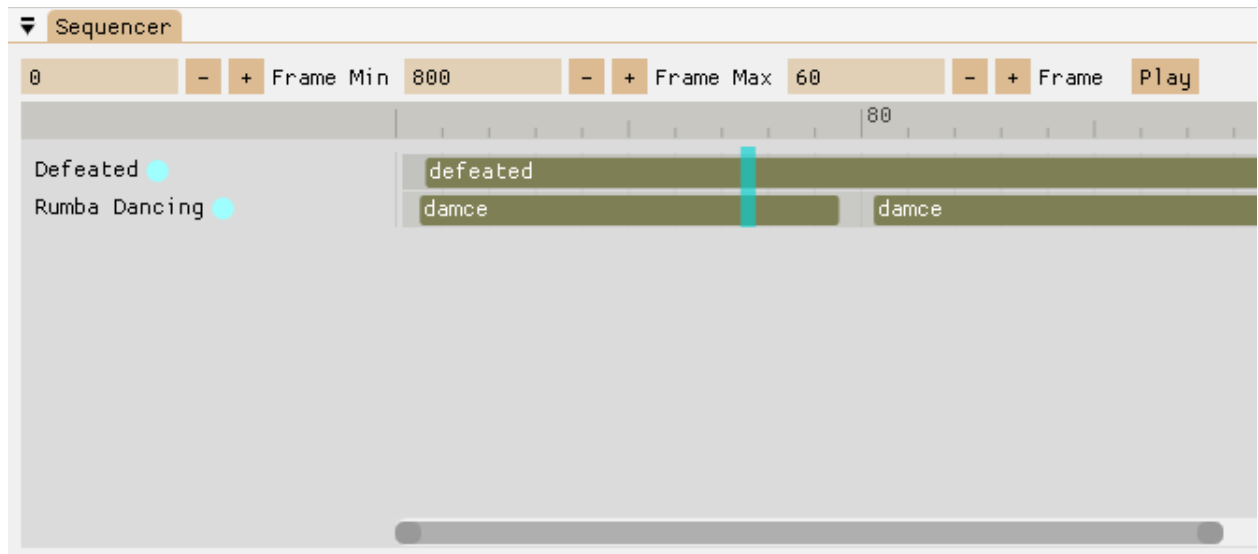 Sequencer
0 - + Frame Min 800 - + Frame Max 60 - + Frame Play
80
Defeated defeated
Rumba Dancing damce damce